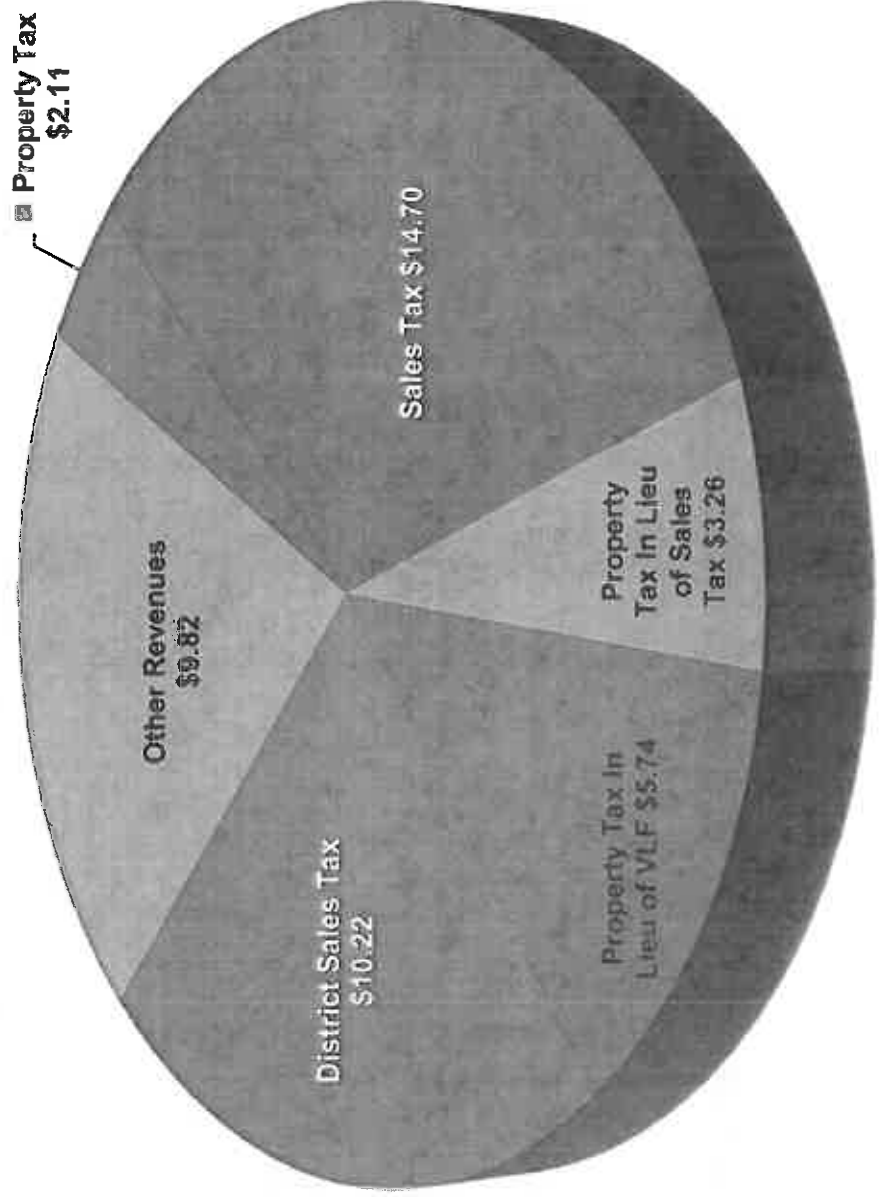 Property Tax
$2.11
Sales Tax $14.70
Property
Tax In Lieu
of Sales
Tax $3.26
Property Tax In
Lieu of VLF $5.74
District Sales Tax
$10.22
Other Revenues
$9.82